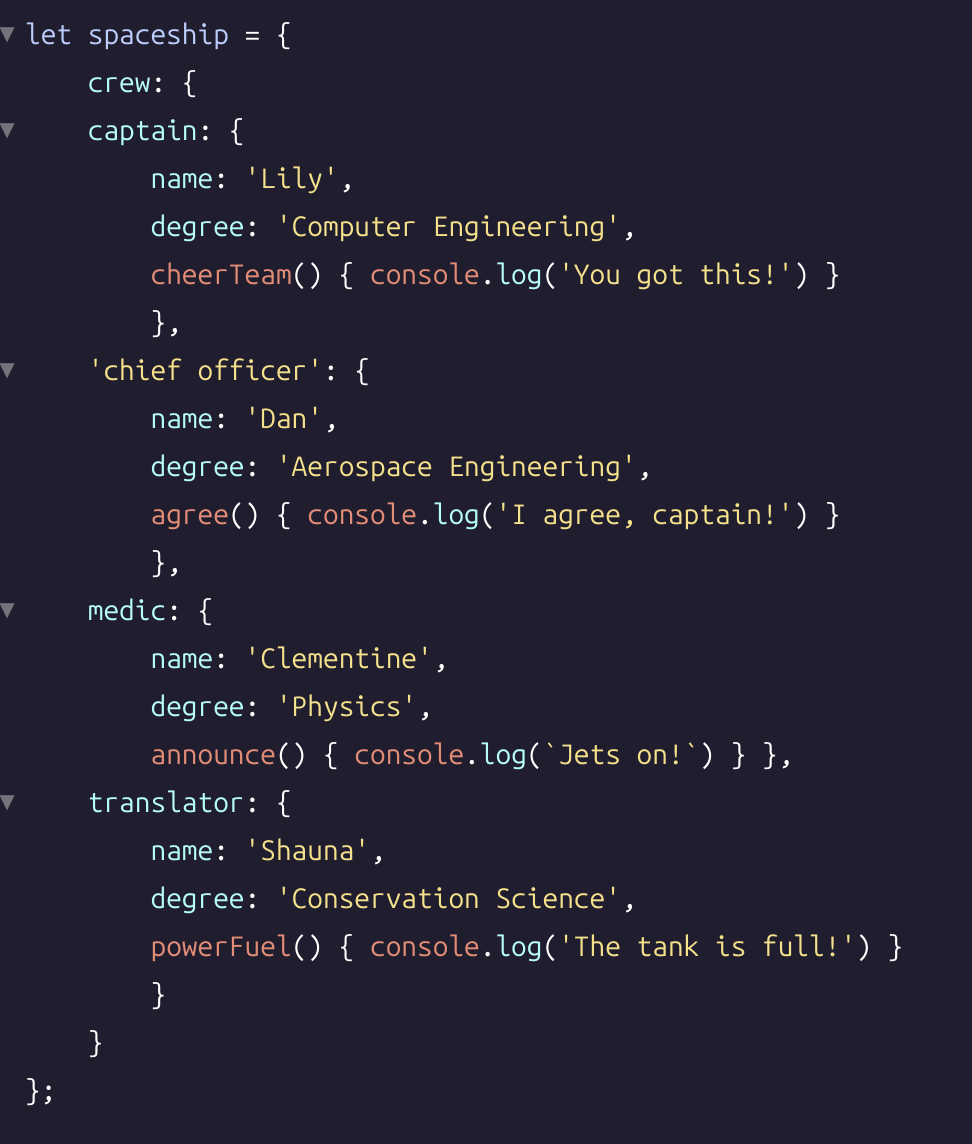 let spaceship = {
    crew: {
    captain: {
        name: 'Lily',
        degree: 'Computer Engineering',
        cheerTeam() { console.log('You got this!') }
        },
    'chief officer': {
        name: 'Dan',
        degree: 'Aerospace Engineering',
        agree() { console.log('I agree, captain!') }
        },
    medic: {
        name: 'Clementine',
        degree: 'Physics',
        announce() { console.log(`Jets on!`) } },
    translator: {
        name: 'Shauna',
        degree: 'Conservation Science',
        powerFuel() { console.log('The tank is full!') }
        }
    }
};